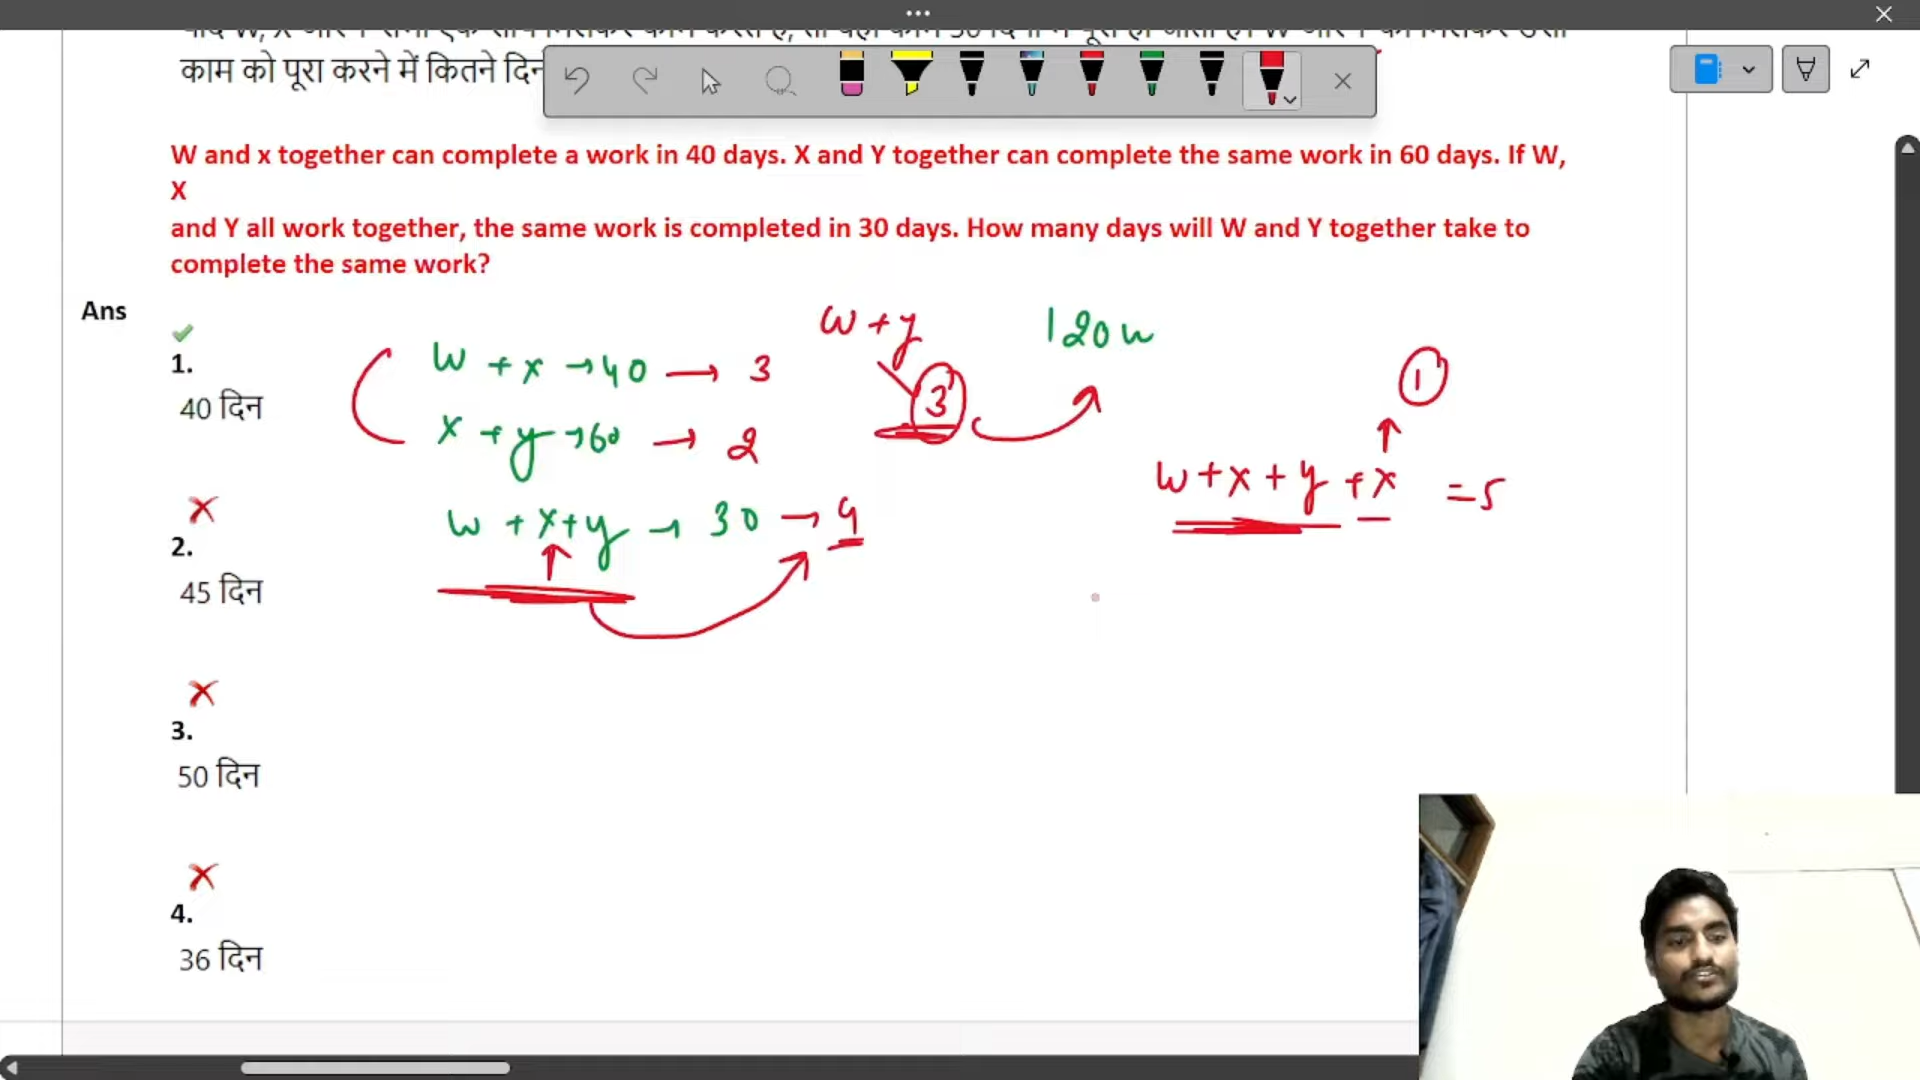 काम को पूरा करने में कितने दिन
W and x together can complete a work in 40 days. X and Y together can complete the same work in 60 days. If W,
X
and Y all work together, the same work is completed in 30 days. How many days will W and Y together take to
complete the same work?
Ans
1.
40 दिन
2.
45 दिन
3.
50 दिन
4.
36 दिन
W + x → 40 → 3
x + y → 60 → 2
w + x + y → 30 → 4
w + y
3
120 w
1
w + x + y + x = 5